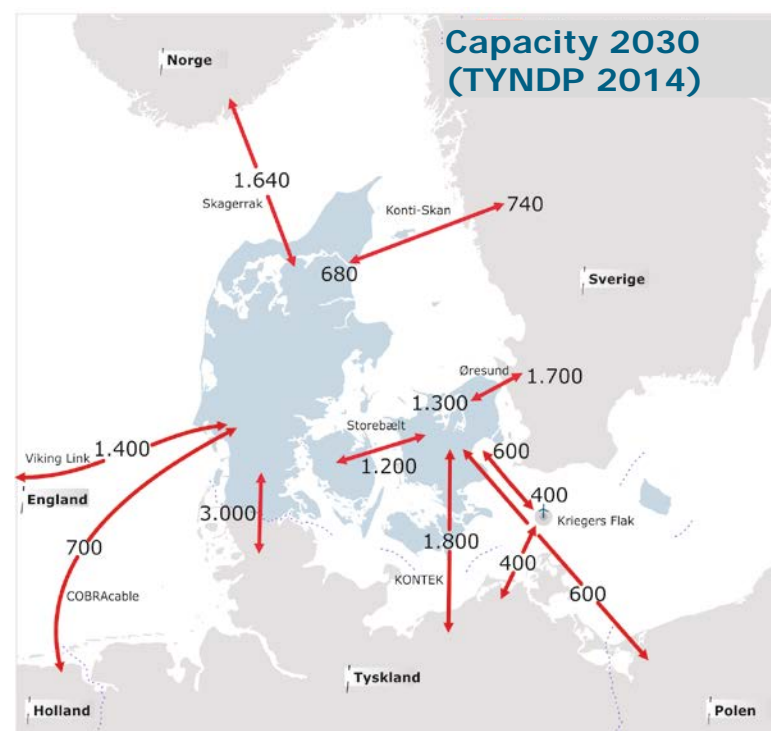 Capacity 2030
(TYNDP 2014)
Norge
1.640
Skagerrak
Konti-Skan
740
680
Sverige
Øresund
1.700
1.300
Storebælt
1.200
600
Viking Link
1.400
England
400
Kriegers Flak
3.000
1.800
400
700
KONTEK
600
COBRAcable
Tyskland
Holland
Polen